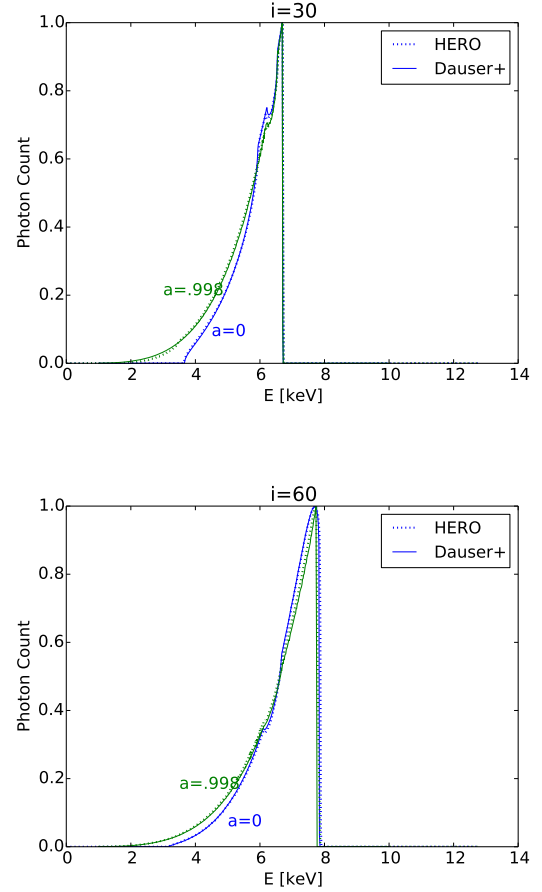 i=30
1.0
HERO
Dauser+
0.8
0.6
Photon Count
0.4
a=.998
0.2
a=0
0.0
0 2 4 6 8 10 12 14
E [keV]
i=60
1.0
HERO
Dauser+
0.8
0.6
Photon Count
0.4
0.2
a=.998
a=0
0.0
0 2 4 6 8 10 12 14
E [keV]